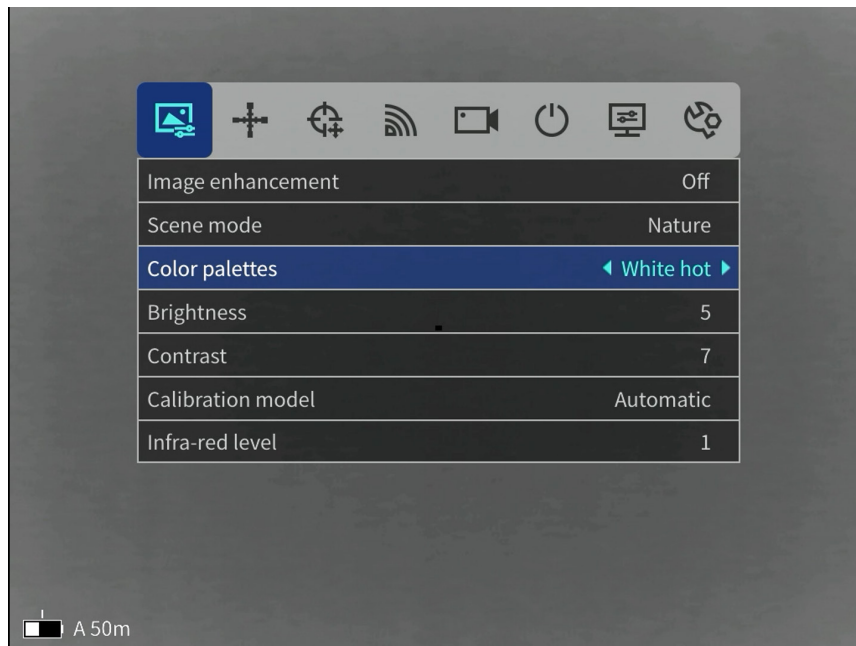 Image enhancement Off
Scene mode Nature
Color palettes White hot
Brightness 5
Contrast 7
Calibration model Automatic
Infra-red level 1
A 50m